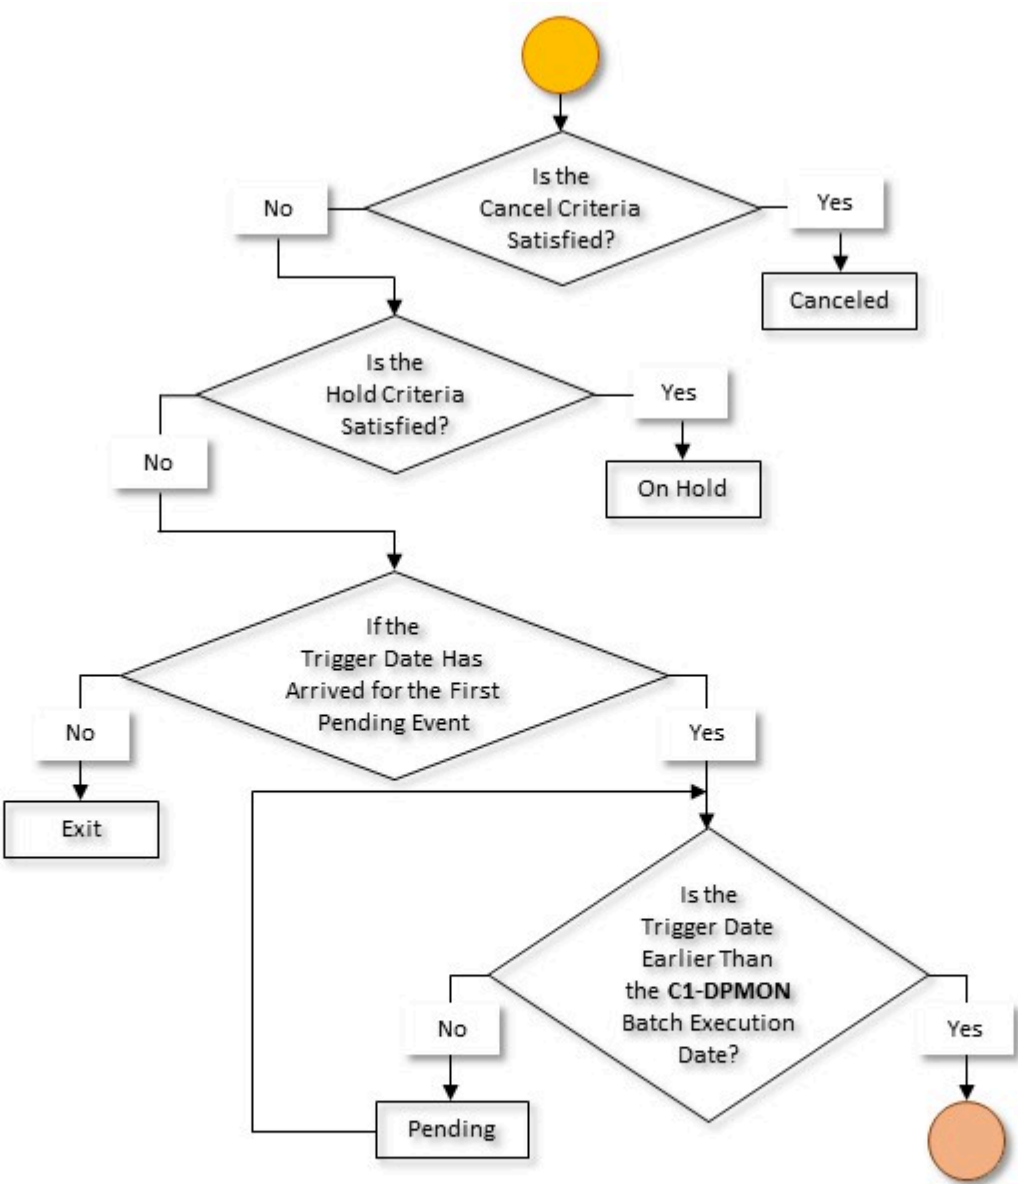 Is the
Cancel Criteria
Satisfied?
No
Yes
Canceled
Is the
Hold Criteria
Satisfied?
Yes
No
On Hold
If the
Trigger Date Has
Arrived for the First
Pending Event
No
Yes
Exit
Is the
Trigger Date
Earlier Than
the C1-DPMON
Batch Execution
Date?
No
Yes
Pending